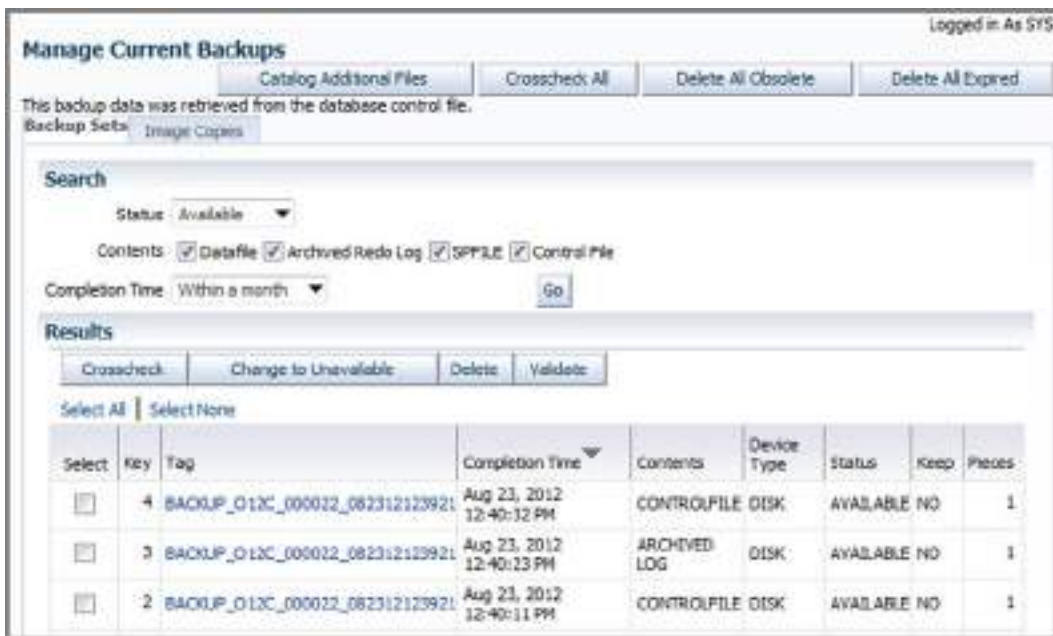 Logged in As SYS
Manage Current Backups
Catalog Additional Files Crosscheck All Delete All Obsolete Delete All Expired
This backup data was retrieved from the database control file.
Backup Sets Image Copies
Search
Status Available
Contents Datafile Archived Redo Log SPFILE Control File
Completion Time Within a month Go
Results
Crosscheck Change to Unavailable Delete Validate
Select All | Select None
Select Key Tag Completion Time Contents Device Type Status Keep Pieces
4 BACKUP_O12C_000022_082312123921 Aug 23, 2012 12:40:32 PM CONTROLFILE DISK AVAILABLE NO 1
3 BACKUP_O12C_000022_082312123921 Aug 23, 2012 12:40:23 PM ARCHIVED LOG DISK AVAILABLE NO 1
2 BACKUP_O12C_000022_082312123921 Aug 23, 2012 12:40:11 PM CONTROLFILE DISK AVAILABLE NO 1